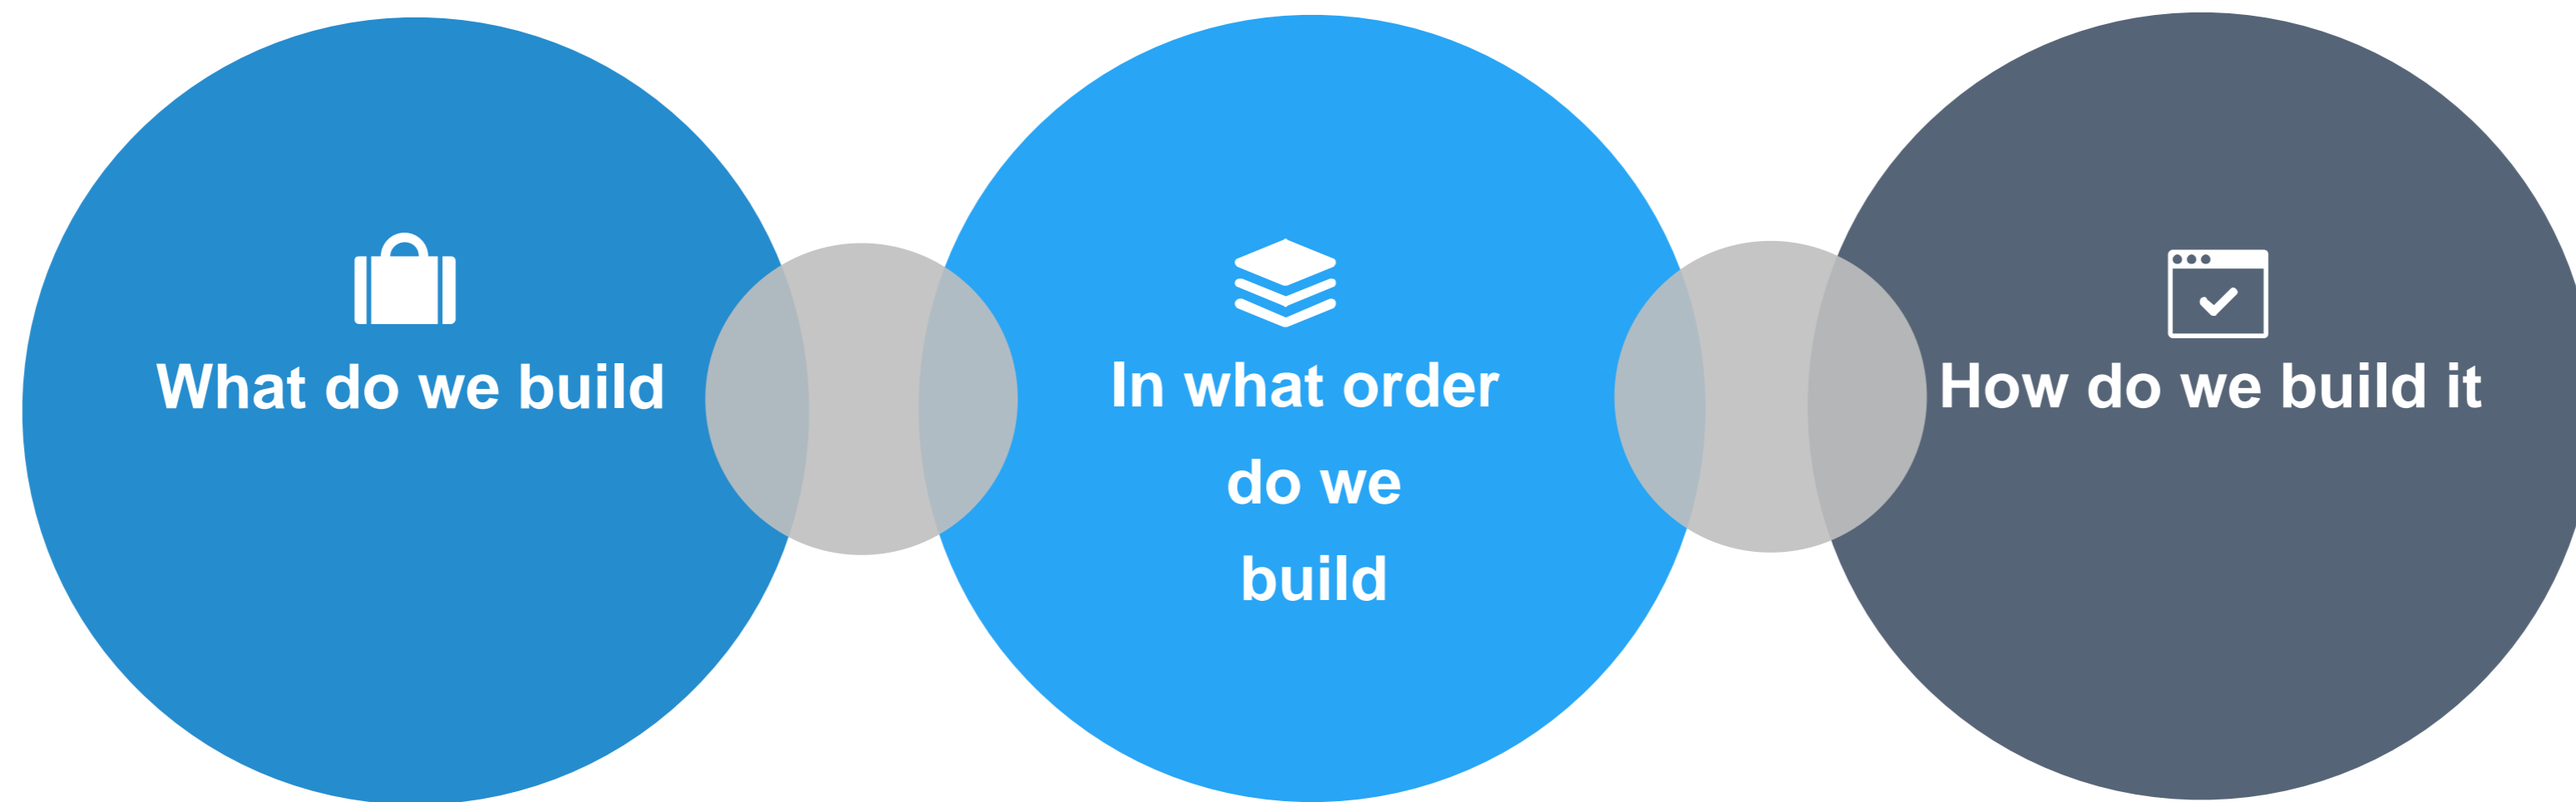 What do we build
In what order
do we
build
How do we build it